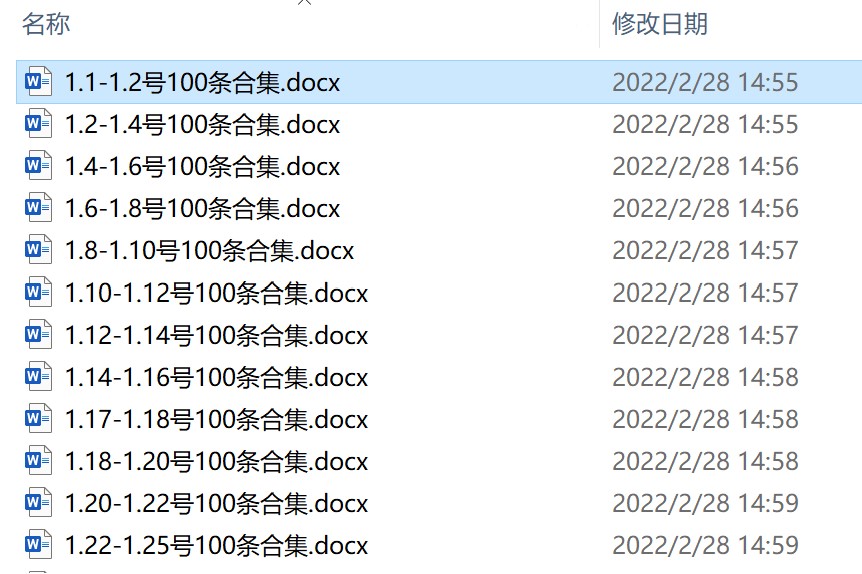 名称 修改日期
1.1-1.2号100条合集.docx 2022/2/28 14:55
1.2-1.4号100条合集.docx 2022/2/28 14:55
1.4-1.6号100条合集.docx 2022/2/28 14:56
1.6-1.8号100条合集.docx 2022/2/28 14:56
1.8-1.10号100条合集.docx 2022/2/28 14:57
1.10-1.12号100条合集.docx 2022/2/28 14:57
1.12-1.14号100条合集.docx 2022/2/28 14:57
1.14-1.16号100条合集.docx 2022/2/28 14:58
1.17-1.18号100条合集.docx 2022/2/28 14:58
1.18-1.20号100条合集.docx 2022/2/28 14:58
1.20-1.22号100条合集.docx 2022/2/28 14:59
1.22-1.25号100条合集.docx 2022/2/28 14:59